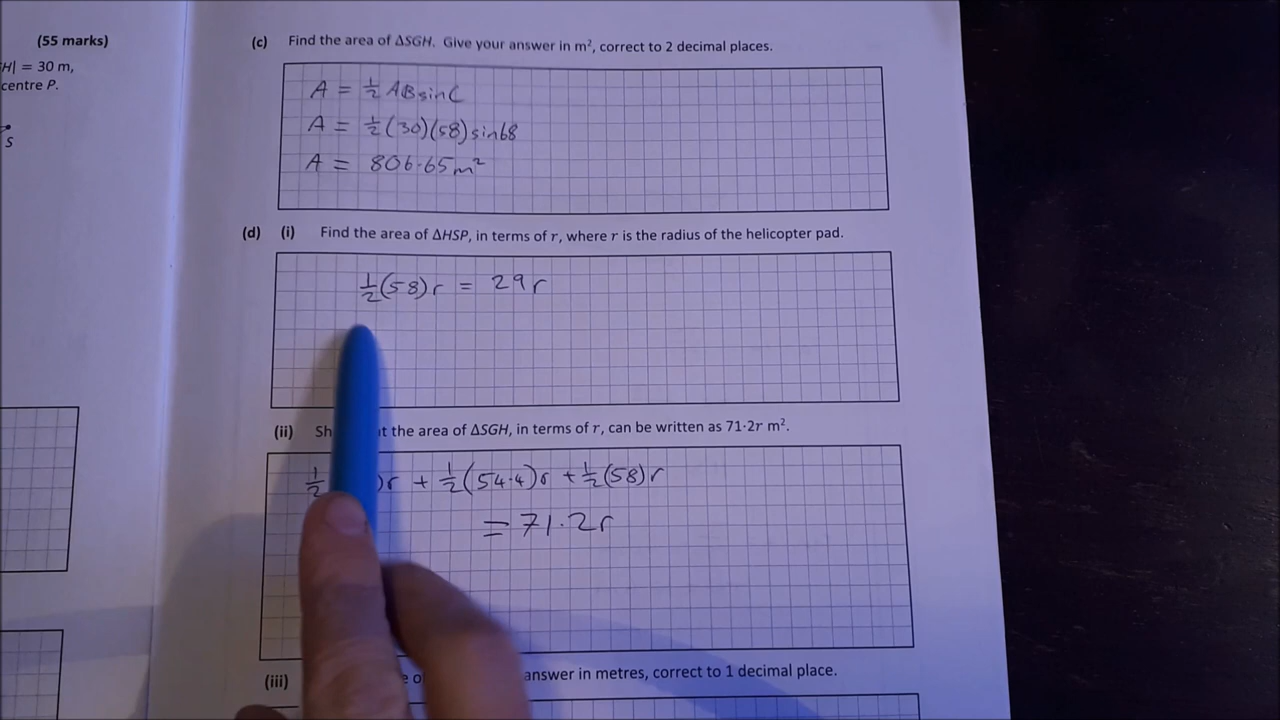 (55 marks)
H| = 30 m,
centre P.
S
(c) Find the area of ΔSGH. Give your answer in m², correct to 2 decimal places.
A = ½ AB sin C
A = ½(30)(58) sin 68
A = 806·65 m²
(d) (i) Find the area of ΔHSP, in terms of r, where r is the radius of the helicopter pad.
½(58)r = 29r
(ii) Sh t the area of ΔSGH, in terms of r, can be written as 71·2r m².
½ )r + ½(54·4)r + ½(58)r
= 71·2r
(iii) answer in metres, correct to 1 decimal place.